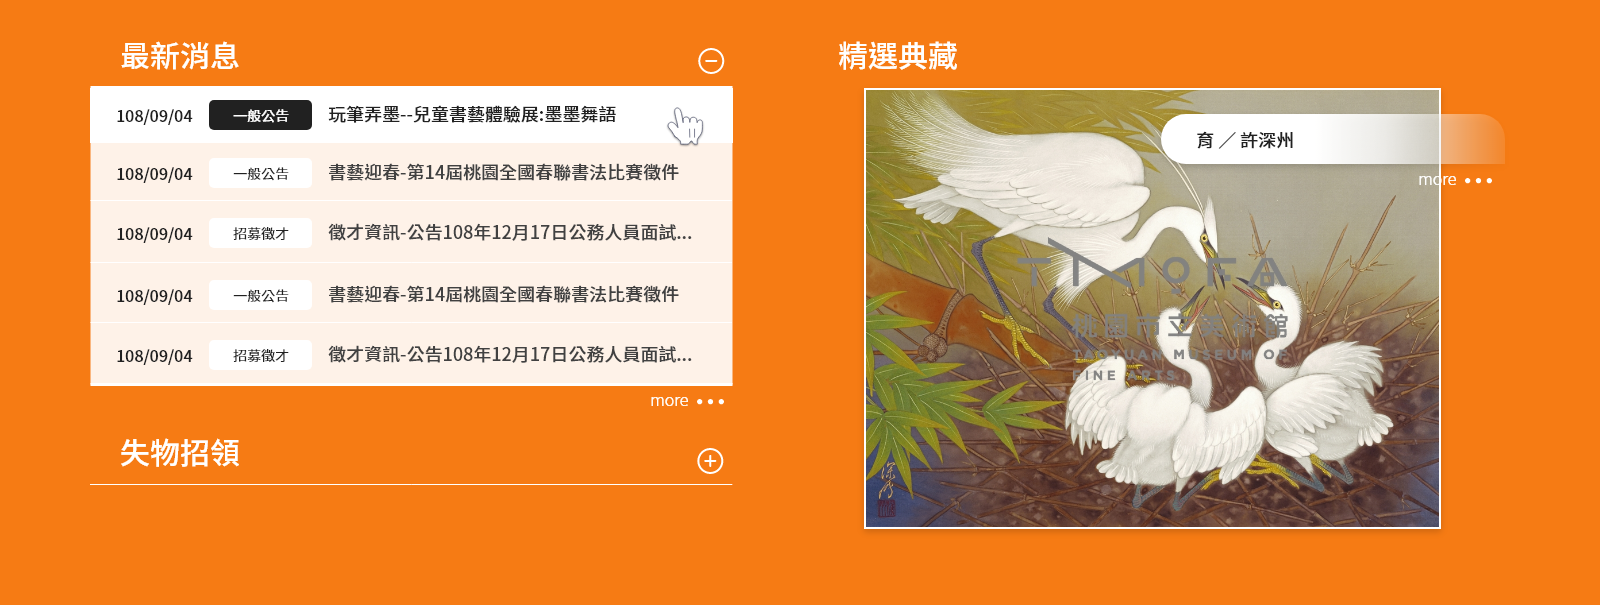 最新消息
108/09/04 一般公告 玩筆弄墨--兒童書藝體驗展:墨墨舞語
108/09/04 一般公告 書藝迎春-第14屆桃園全國春聯書法比賽徵件
108/09/04 招募徵才 徵才資訊-公告108年12月17日公務人員面試...
108/09/04 一般公告 書藝迎春-第14屆桃園全國春聯書法比賽徵件
108/09/04 招募徵才 徵才資訊-公告108年12月17日公務人員面試...
more
失物招領
精選典藏
育／許深州
more
TMOFA
桃園市立美術館
TAOYUAN MUSEUM OF
FINE ARTS